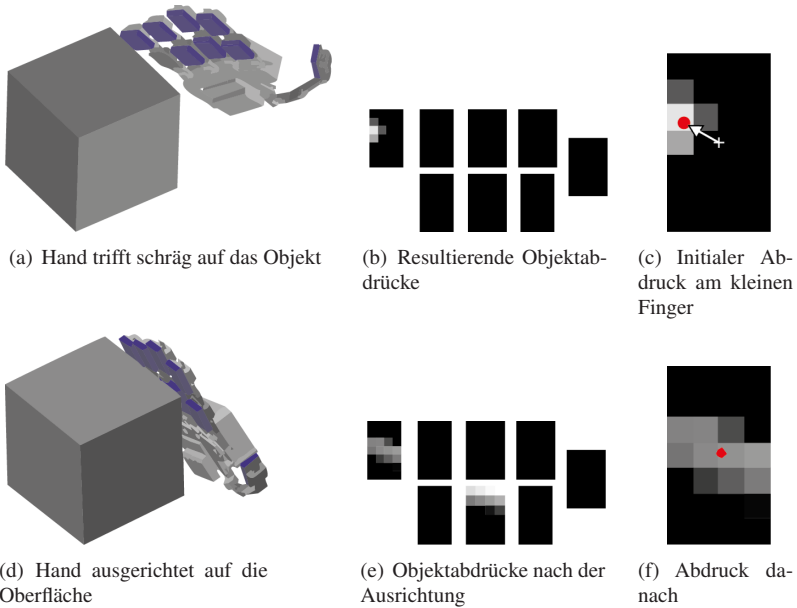 (a) Hand trifft schräg auf das Objekt
(b) Resultierende Objektab-
drücke
(c) Initialer Ab-
druck am kleinen
Finger
(d) Hand ausgerichtet auf die
Oberfläche
(e) Objektabdrücke nach der
Ausrichtung
(f) Abdruck da-
nach